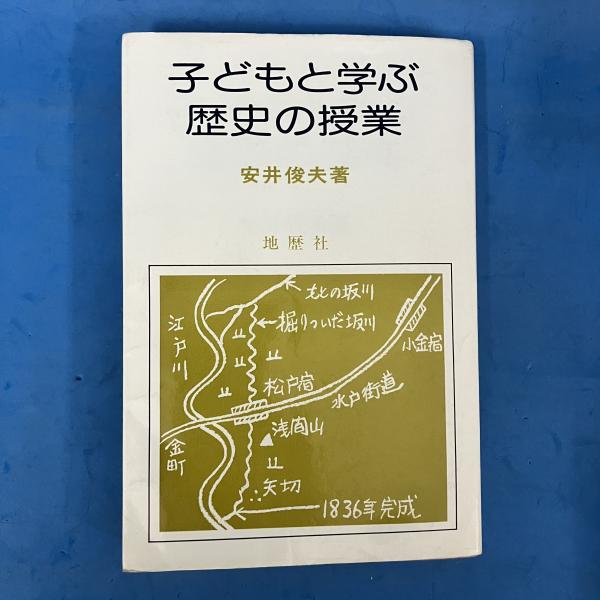 子どもと学ぶ
歴史の授業
安井俊夫著
地歴社
もとの坂川
掘りついだ坂川
江戸川
小金宿
松戸宿
水戸街道
浅間山
金町
矢切
1836年完成